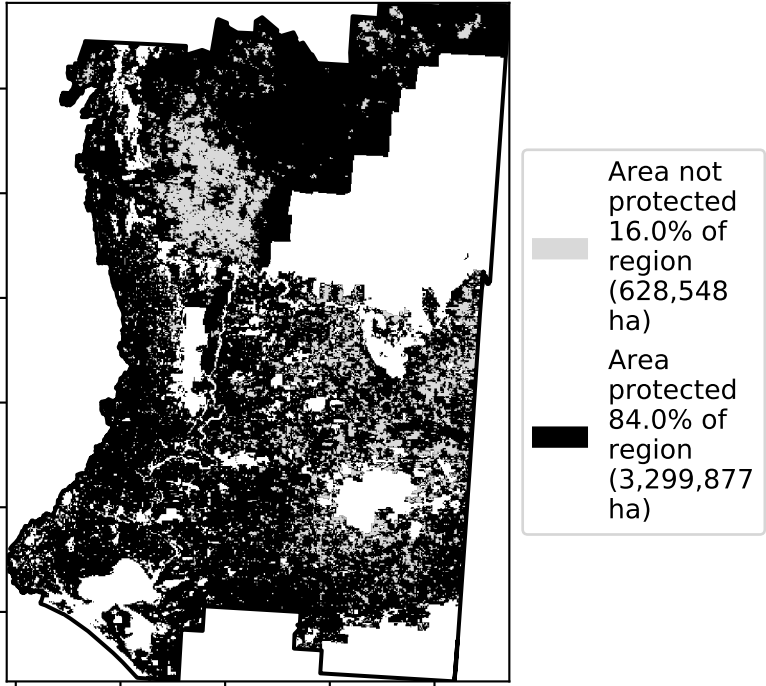 Area not
protected
16.0% of
region
(628,548
ha)
Area
protected
84.0% of
region
(3,299,877
ha)